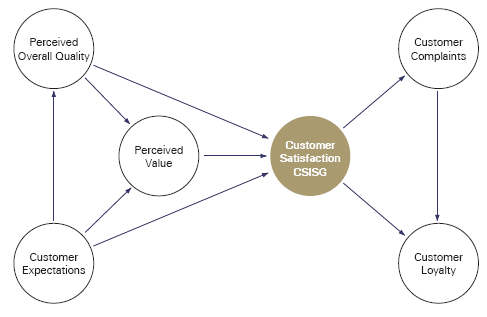 Perceived
Overall Quality
Customer
Complaints
Perceived
Value
Customer
Satisfaction
CSISG
Customer
Expectations
Customer
Loyalty